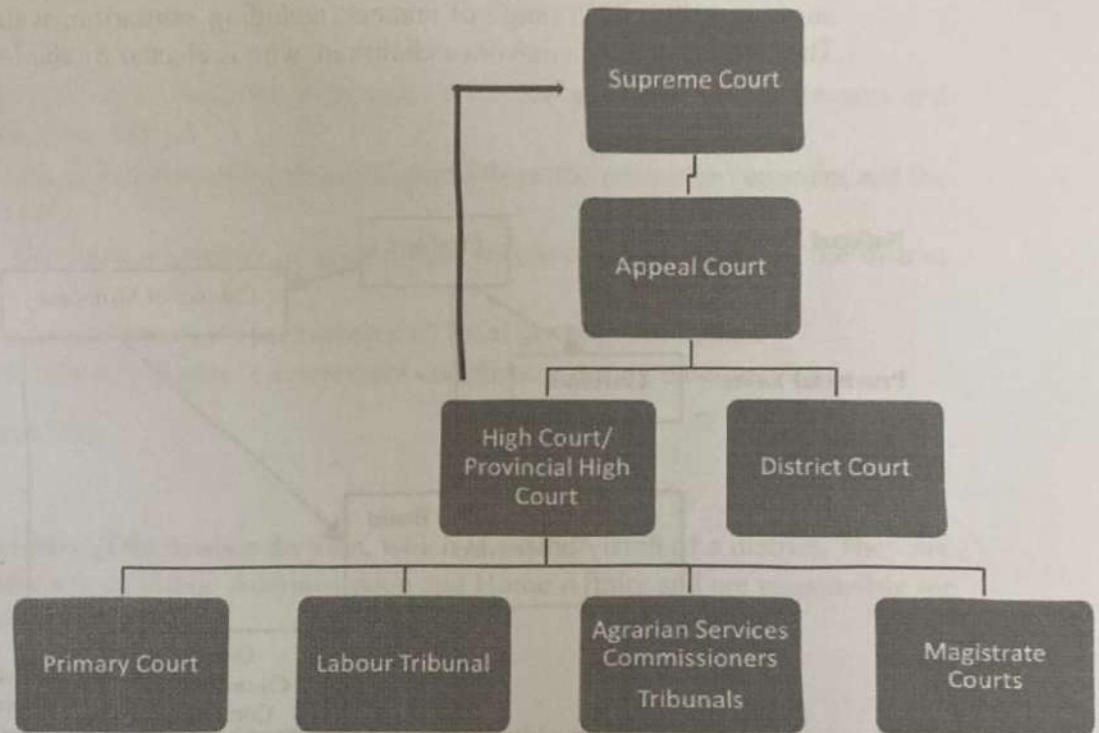 Supreme Court
Appeal Court
High Court/
Provincial High
Court
District Court
Primary Court
Labour Tribunal
Agrarian Services
Commissioners
Tribunals
Magistrate
Courts